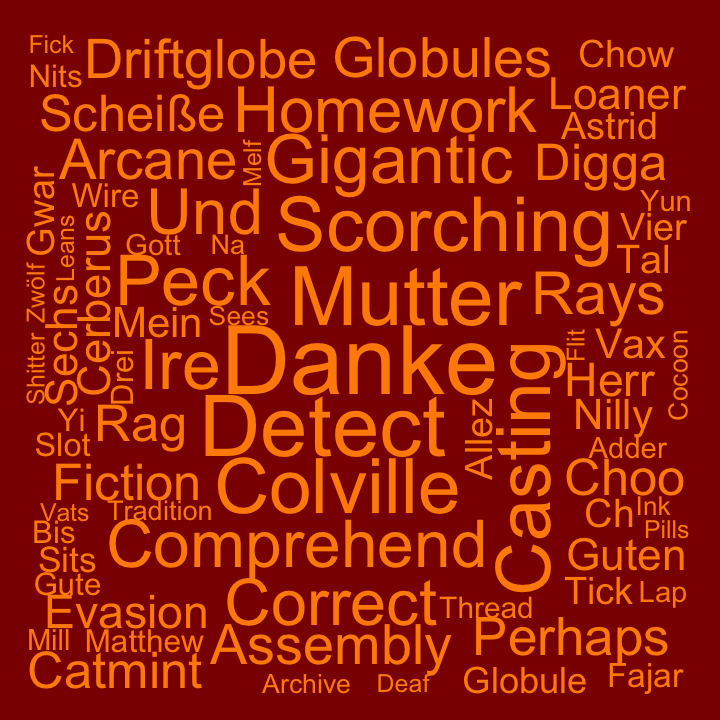 Fick
Driftglobe
Globules
Chow
Nits
Loaner
Scheiße
Homework
Astrid
Arcane
Melf
Gigantic
Digga
Gwar
Wire
Und
Scorching
Yun
Vier
Leans
Cerberus
Gott
Na
Tal
Zwölf
Sechs
Peck
Mutter
Rays
Mein
Sees
Shitter
Drei
Ire
Danke
Casting
Flit
Vax
Cocoon
Herr
Yi
Rag
Detect
Allez
Nilly
Slot
Adder
Fiction
Colville
Choo
Vats
Tradition
Ch
Ink
Bis
Comprehend
Pills
Sits
Guten
Gute
Tick
Lap
Evasion
Correct
Thread
Mill
Matthew
Assembly
Perhaps
Catmint
Archive
Deaf
Globule
Fajar